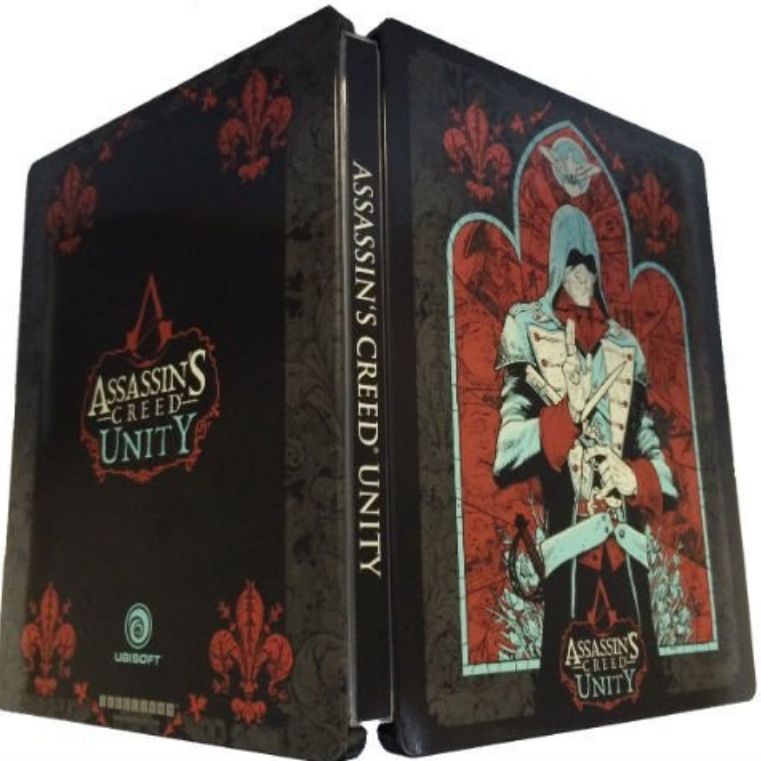 ASSASSIN'S
CREED
UNITY
UBISOFT
ASSASSIN'S CREED® UNITY
ASSASSIN'S
CREED
UNITY